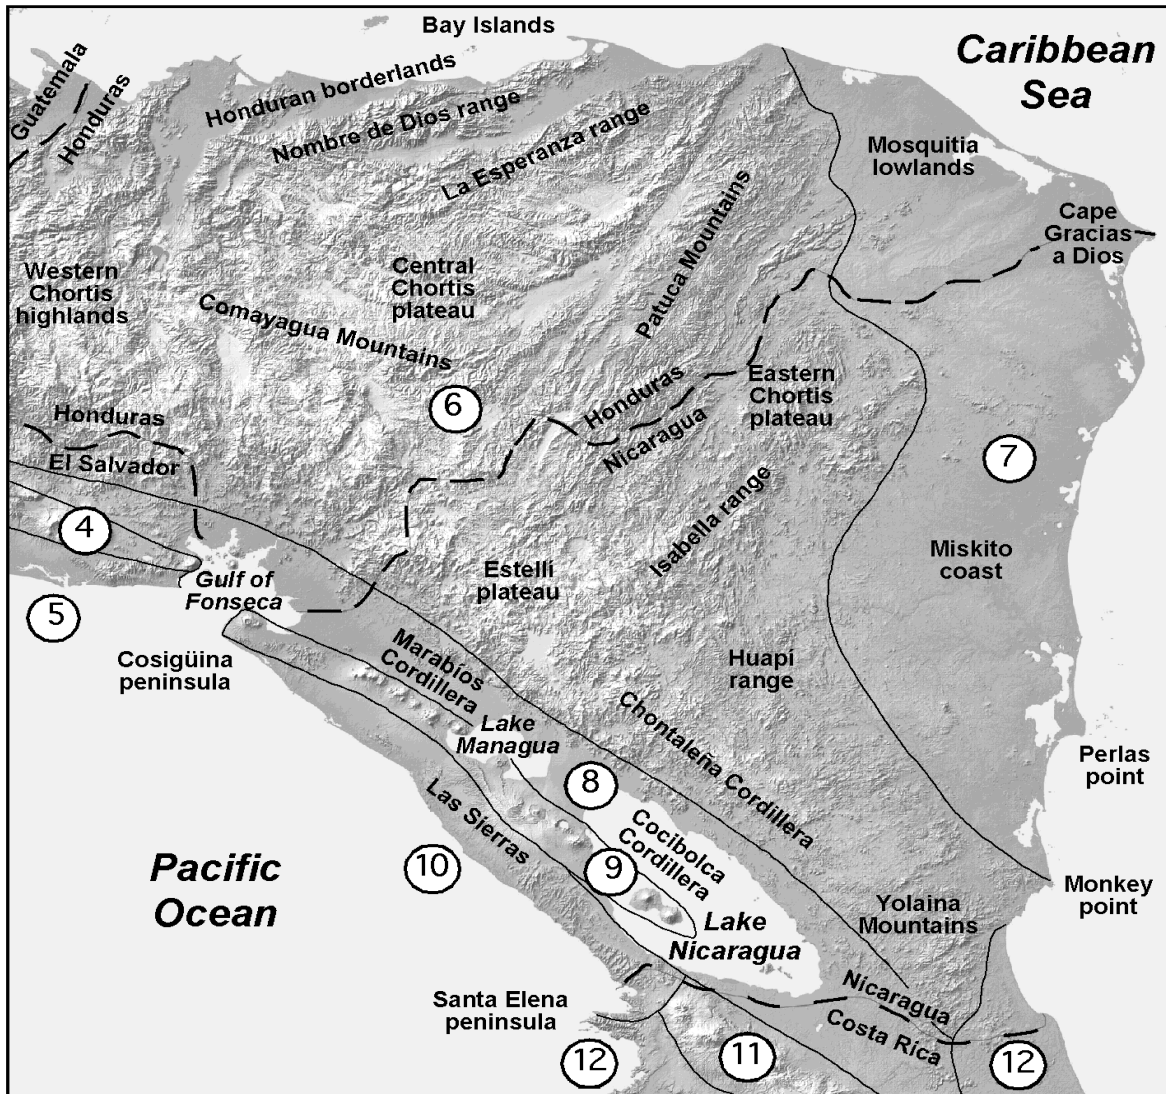 Bay Islands
Caribbean
Sea
Guatemala
Honduras
Honduran borderlands
Nombre de Dios range
La Esperanza range
Mosquitia
lowlands
Cape
Gracias
a Dios
Patuca Mountains
Western
Chortis
highlands
Central
Chortis
plateau
Comayagua Mountains
6
Honduras
Nicaragua
Eastern
Chortis
plateau
Honduras
El Salvador
4
7
Isabella range
Miskito
coast
Estelli
plateau
Gulf of
Fonseca
5
Cosigüina
peninsula
Marabios
Cordillera
Huapi
range
Lake
Managua
Chontaleña Cordillera
Perlas
point
8
Las Sierras
Cocibolca
Cordillera
Pacific
Ocean
10
9
Monkey
point
Yolaina
Mountains
Lake
Nicaragua
Santa Elena
peninsula
Nicaragua
Costa Rica
12
11
12